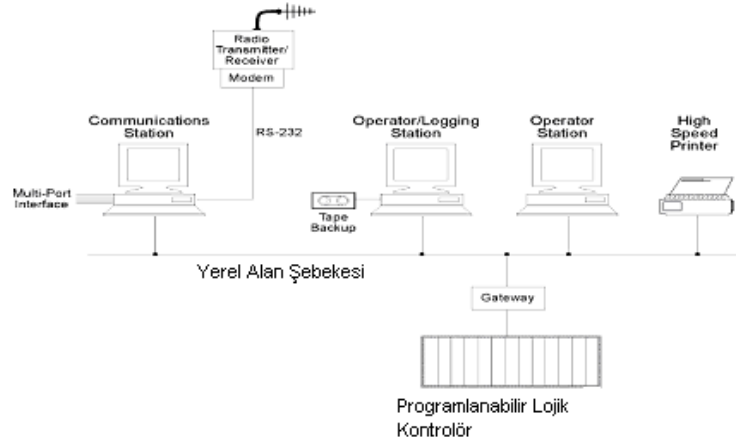 Radio
Transmitter/
Receiver
Modem
Communications
Station
RS-232
Operator/Logging
Station
Operator
Station
High
Speed
Printer
Multi-Port
Interface
Tape
Backup
Yerel Alan Şebekesi
Gateway
Programlanabilir Lojik
Kontrolör